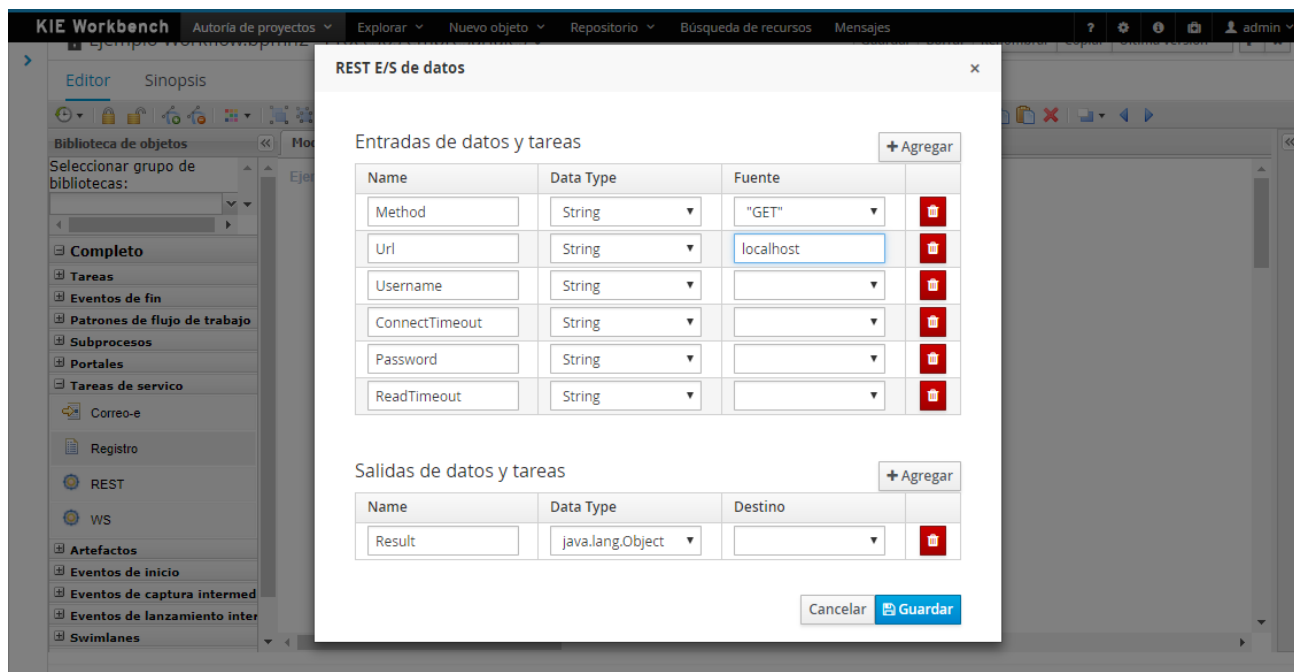 KIE Workbench Autoría de proyectos Explorar Nuevo objeto Repositorio Búsqueda de recursos Mensajes ? admin
Editor Sinopsis
REST E/S de datos ×
Biblioteca de objetos
Seleccionar grupo de
bibliotecas:
Completo
Tareas
Eventos de fin
Patrones de flujo de trabajo
Subprocesos
Portales
Tareas de servico
Correo-e
Registro
REST
WS
Artefactos
Eventos de inicio
Eventos de captura intermed
Eventos de lanzamiento inter
Swimlanes
Entradas de datos y tareas
+ Agregar
Name Data Type Fuente
Method String "GET"
Url String localhost
Username String
ConnectTimeout String
Password String
ReadTimeout String
Salidas de datos y tareas
+ Agregar
Name Data Type Destino
Result java.lang.Object
Cancelar Guardar